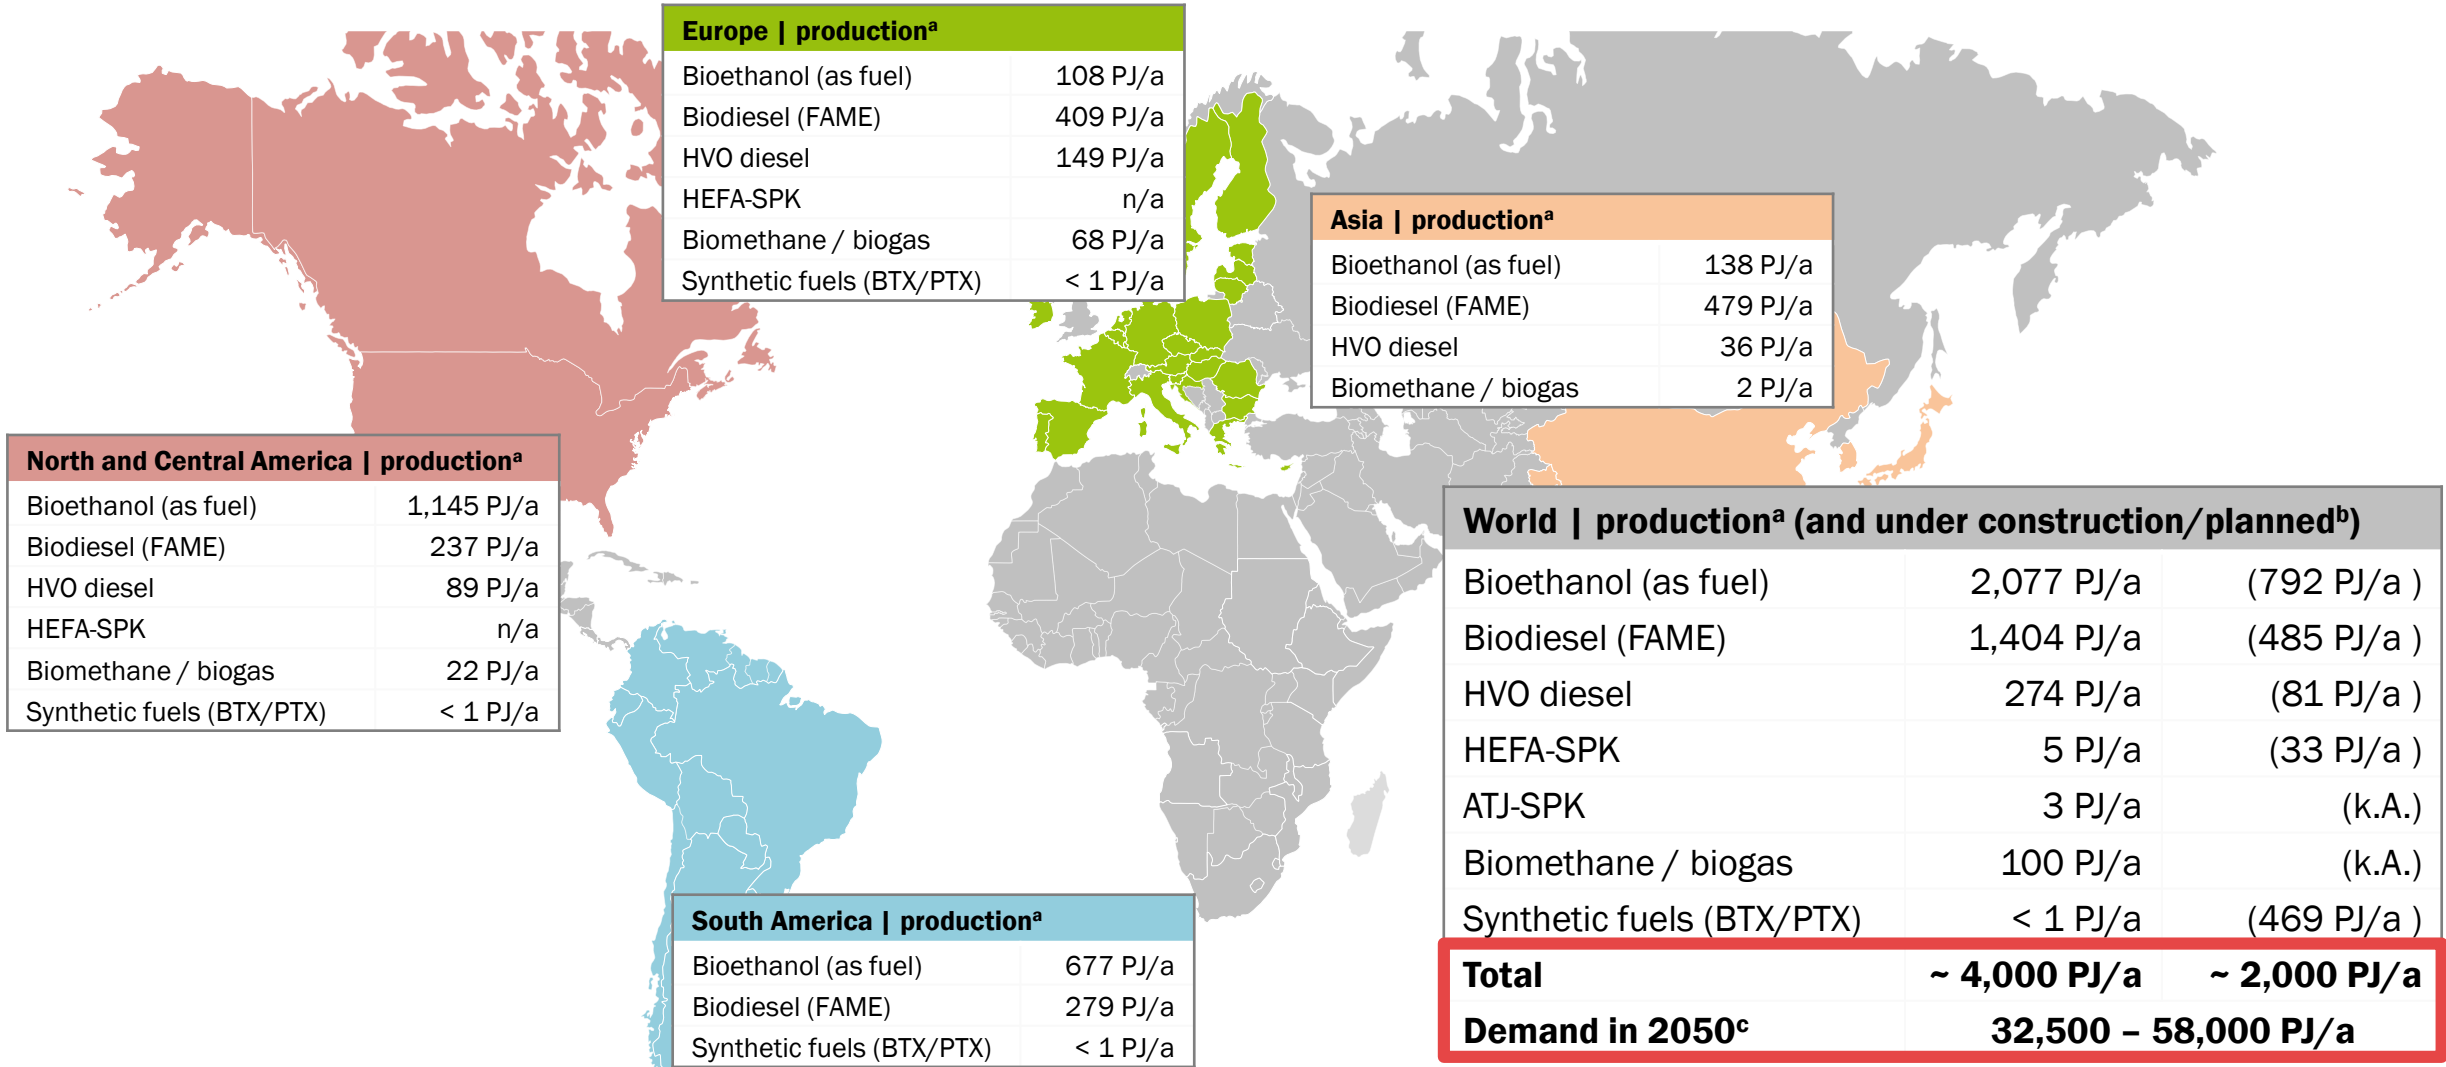 Europe | productionᵃ
Bioethanol (as fuel) 108 PJ/a
Biodiesel (FAME) 409 PJ/a
HVO diesel 149 PJ/a
HEFA-SPK n/a
Biomethane / biogas 68 PJ/a
Synthetic fuels (BTX/PTX) < 1 PJ/a
Asia | productionᵃ
Bioethanol (as fuel) 138 PJ/a
Biodiesel (FAME) 479 PJ/a
HVO diesel 36 PJ/a
Biomethane / biogas 2 PJ/a
North and Central America | productionᵃ
Bioethanol (as fuel) 1,145 PJ/a
Biodiesel (FAME) 237 PJ/a
HVO diesel 89 PJ/a
HEFA-SPK n/a
Biomethane / biogas 22 PJ/a
Synthetic fuels (BTX/PTX) < 1 PJ/a
World | productionᵃ (and under construction/plannedᵇ)
Bioethanol (as fuel) 2,077 PJ/a (792 PJ/a )
Biodiesel (FAME) 1,404 PJ/a (485 PJ/a )
HVO diesel 274 PJ/a (81 PJ/a )
HEFA-SPK 5 PJ/a (33 PJ/a )
ATJ-SPK 3 PJ/a (k.A.)
Biomethane / biogas 100 PJ/a (k.A.)
Synthetic fuels (BTX/PTX) < 1 PJ/a (469 PJ/a )
Total ~ 4,000 PJ/a ~ 2,000 PJ/a
Demand in 2050ᶜ 32,500 – 58,000 PJ/a
South America | productionᵃ
Bioethanol (as fuel) 677 PJ/a
Biodiesel (FAME) 279 PJ/a
Synthetic fuels (BTX/PTX) < 1 PJ/a